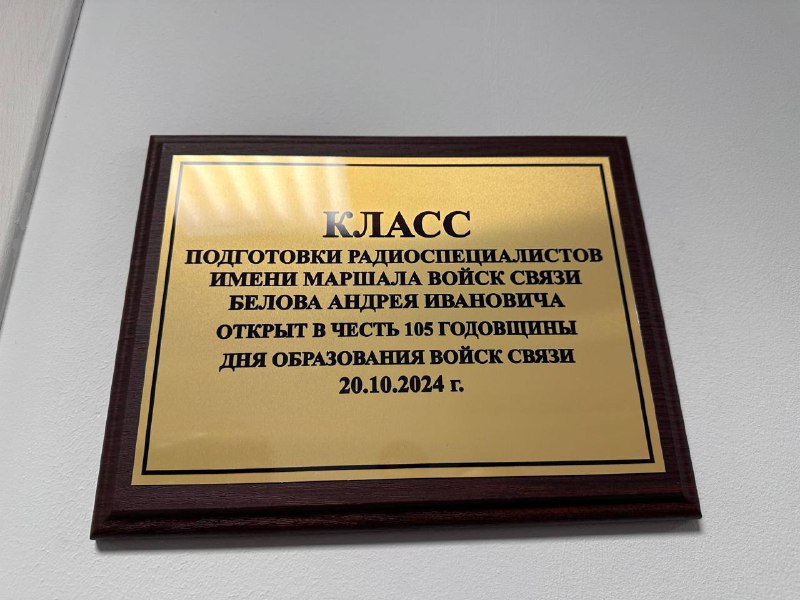 КЛАСС
ПОДГОТОВКИ РАДИОСПЕЦИАЛИСТОВ
ИМЕНИ МАРШАЛА ВОЙСК СВЯЗИ
БЕЛОВА АНДРЕЯ ИВАНОВИЧА
ОТКРЫТ В ЧЕСТЬ 105 ГОДОВЩИНЫ
ДНЯ ОБРАЗОВАНИЯ ВОЙСК СВЯЗИ
20.10.2024 г.